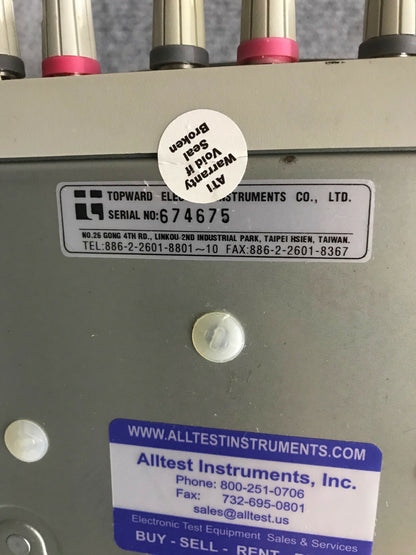 ATI
Warranty
Void if
Seal
Broken
TOPWARD ELE INSTRUMENTS CO., LTD.
SERIAL NO: 674675
NO.26 GONG 4TH RD., LINKOU 2ND INDUSTRIAL PARK, TAIPEI HSIEN, TAIWAN.
TEL:886-2-2601-8801~10 FAX:886-2-2601-8367
WWW.ALLTESTINSTRUMENTS.COM
Alltest Instruments, Inc.
Phone: 800-251-0706
Fax: 732-695-0801
sales@alltest.us
Electronic Test Equipment Sales & Services
BUY - SELL - RENT -